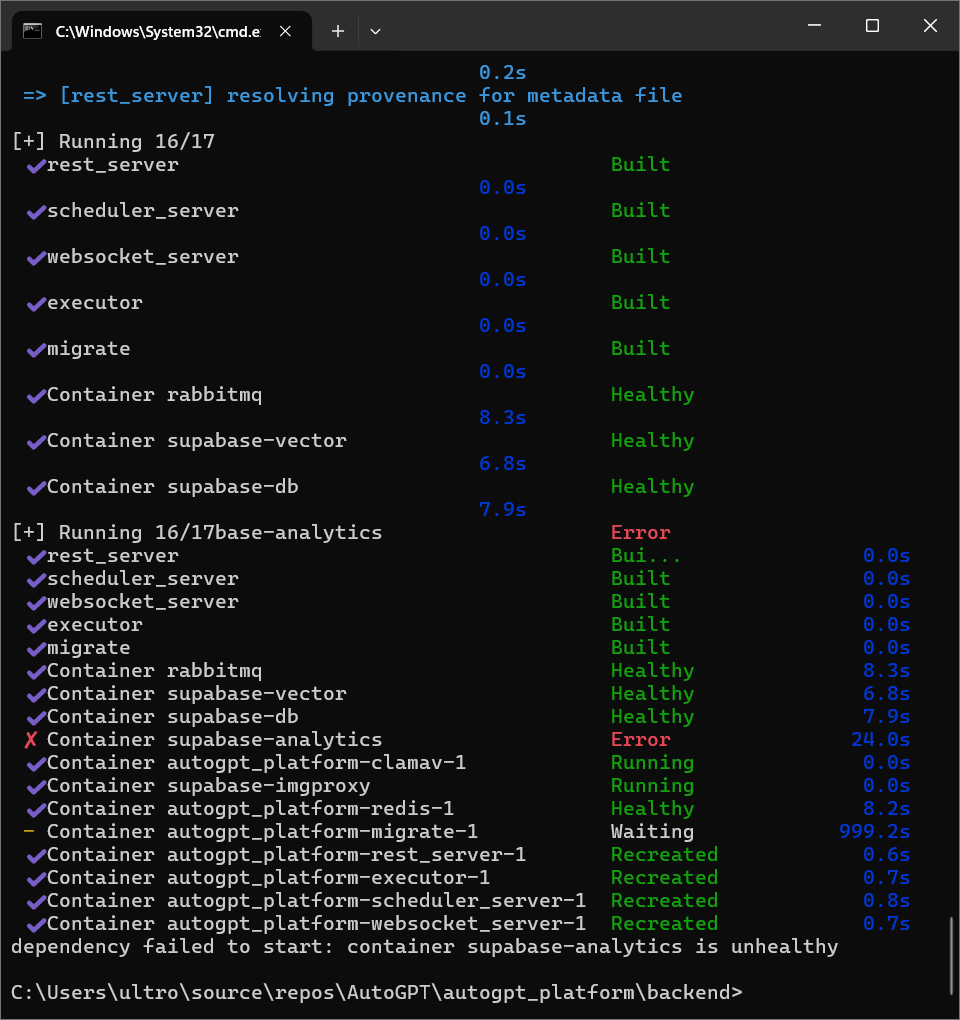 C:\Windows\System32\cmd.e
0.2s
=> [rest_server] resolving provenance for metadata file
0.1s
[+] Running 16/17
✔rest_server Built
0.0s
✔scheduler_server Built
0.0s
✔websocket_server Built
0.0s
✔executor Built
0.0s
✔migrate Built
0.0s
✔Container rabbitmq Healthy
8.3s
✔Container supabase-vector Healthy
6.8s
✔Container supabase-db Healthy
7.9s
[+] Running 16/17base-analytics Error
✔rest_server Bui... 0.0s
✔scheduler_server Built 0.0s
✔websocket_server Built 0.0s
✔executor Built 0.0s
✔migrate Built 0.0s
✔Container rabbitmq Healthy 8.3s
✔Container supabase-vector Healthy 6.8s
✔Container supabase-db Healthy 7.9s
✘ Container supabase-analytics Error 24.0s
✔Container autogpt_platform-clamav-1 Running 0.0s
✔Container supabase-imgproxy Running 0.0s
✔Container autogpt_platform-redis-1 Healthy 8.2s
- Container autogpt_platform-migrate-1 Waiting 999.2s
✔Container autogpt_platform-rest_server-1 Recreated 0.6s
✔Container autogpt_platform-executor-1 Recreated 0.7s
✔Container autogpt_platform-scheduler_server-1 Recreated 0.8s
✔Container autogpt_platform-websocket_server-1 Recreated 0.7s
dependency failed to start: container supabase-analytics is unhealthy
C:\Users\ultro\source\repos\AutoGPT\autogpt_platform\backend>